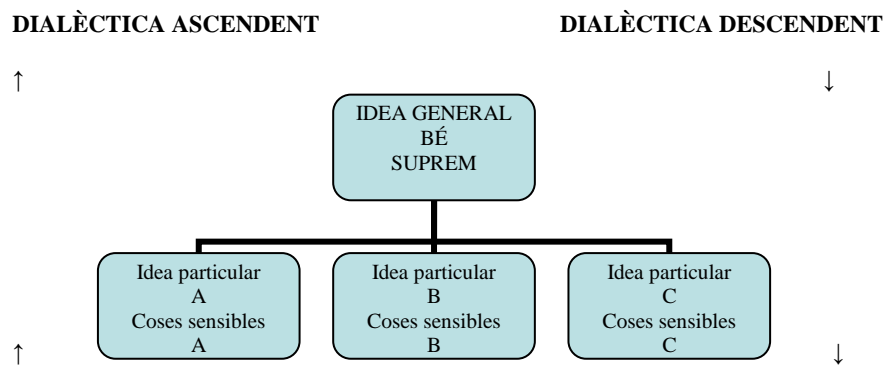 DIALÈCTICA ASCENDENT
DIALÈCTICA DESCENDENT
↑
↓
IDEA GENERAL
BÉ
SUPREM
Idea particular
A
Coses sensibles
A
Idea particular
B
Coses sensibles
B
Idea particular
C
Coses sensibles
C
↑
↓